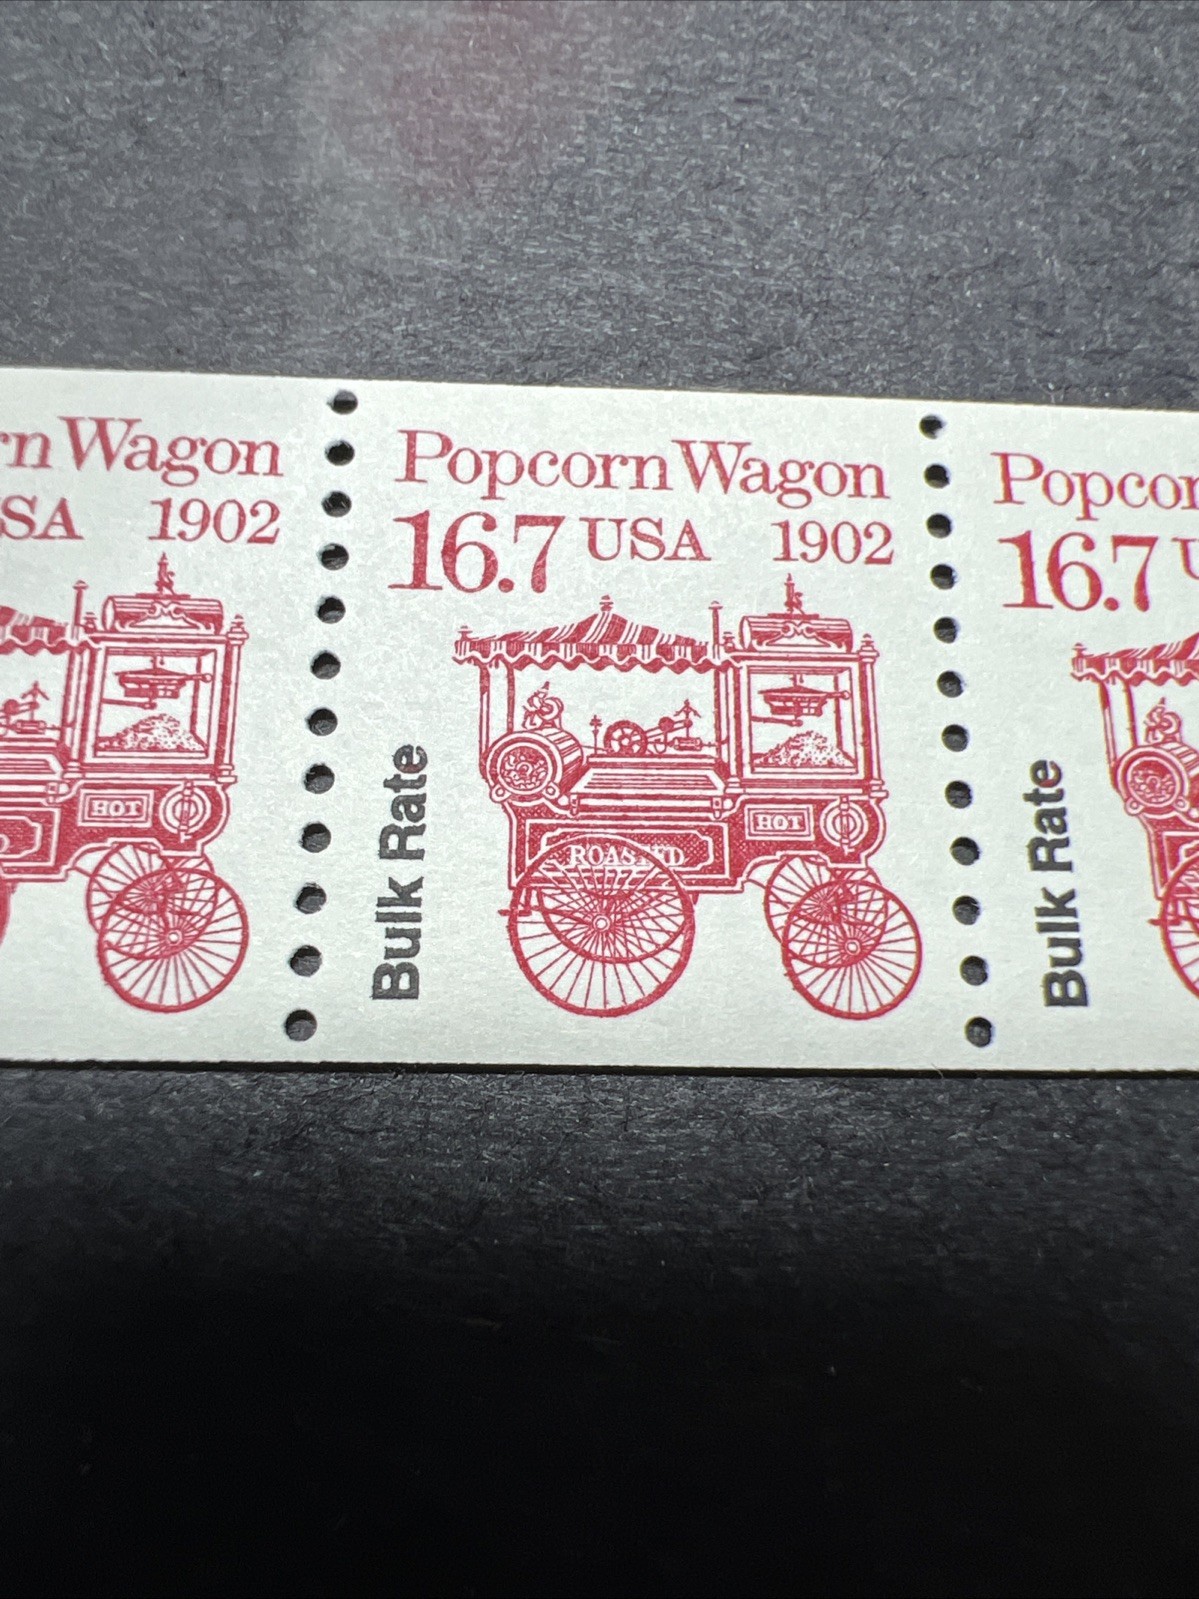 rn Wagon
SA 1902
HOT
Popcorn Wagon
16.7 USA 1902
Bulk Rate
HOT
ROASTED
Popcor
16.7 U
Bulk Rate